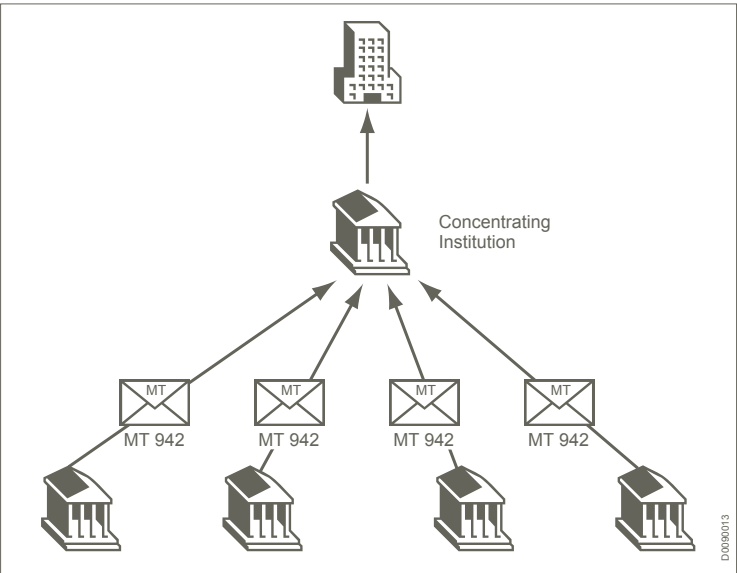 Concentrating
Institution
MT
MT
MT
MT
MT 942
MT 942
MT 942
MT 942
D0090013